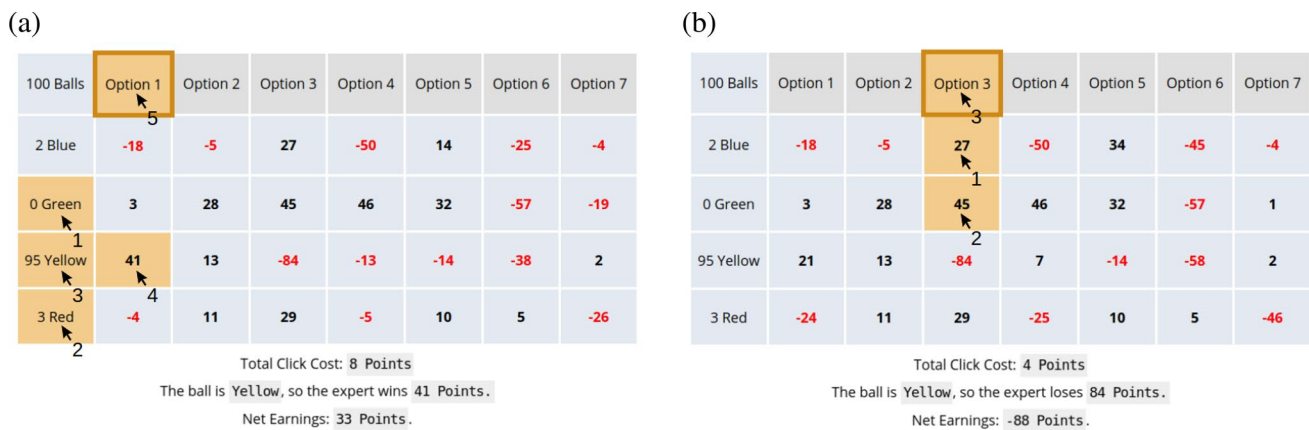 (a)
100 Balls Option 1 Option 2 Option 3 Option 4 Option 5 Option 6 Option 7
5
2 Blue -18 -5 27 -50 14 -25 -4
0 Green 3 28 45 46 32 -57 -19
1
95 Yellow 41 13 -84 -13 -14 -38 2
3 4
3 Red -4 11 29 -5 10 5 -26
2
Total Click Cost: 8 Points
The ball is Yellow, so the expert wins 41 Points.
Net Earnings: 33 Points.
(b)
100 Balls Option 1 Option 2 Option 3 Option 4 Option 5 Option 6 Option 7
3
2 Blue -18 -5 27 -50 34 -45 -4
1
0 Green 3 28 45 46 32 -57 1
2
95 Yellow 21 13 -84 7 -14 -58 2
3 Red -24 11 29 -25 10 5 -46
Total Click Cost: 4 Points
The ball is Yellow, so the expert loses 84 Points.
Net Earnings: -88 Points.